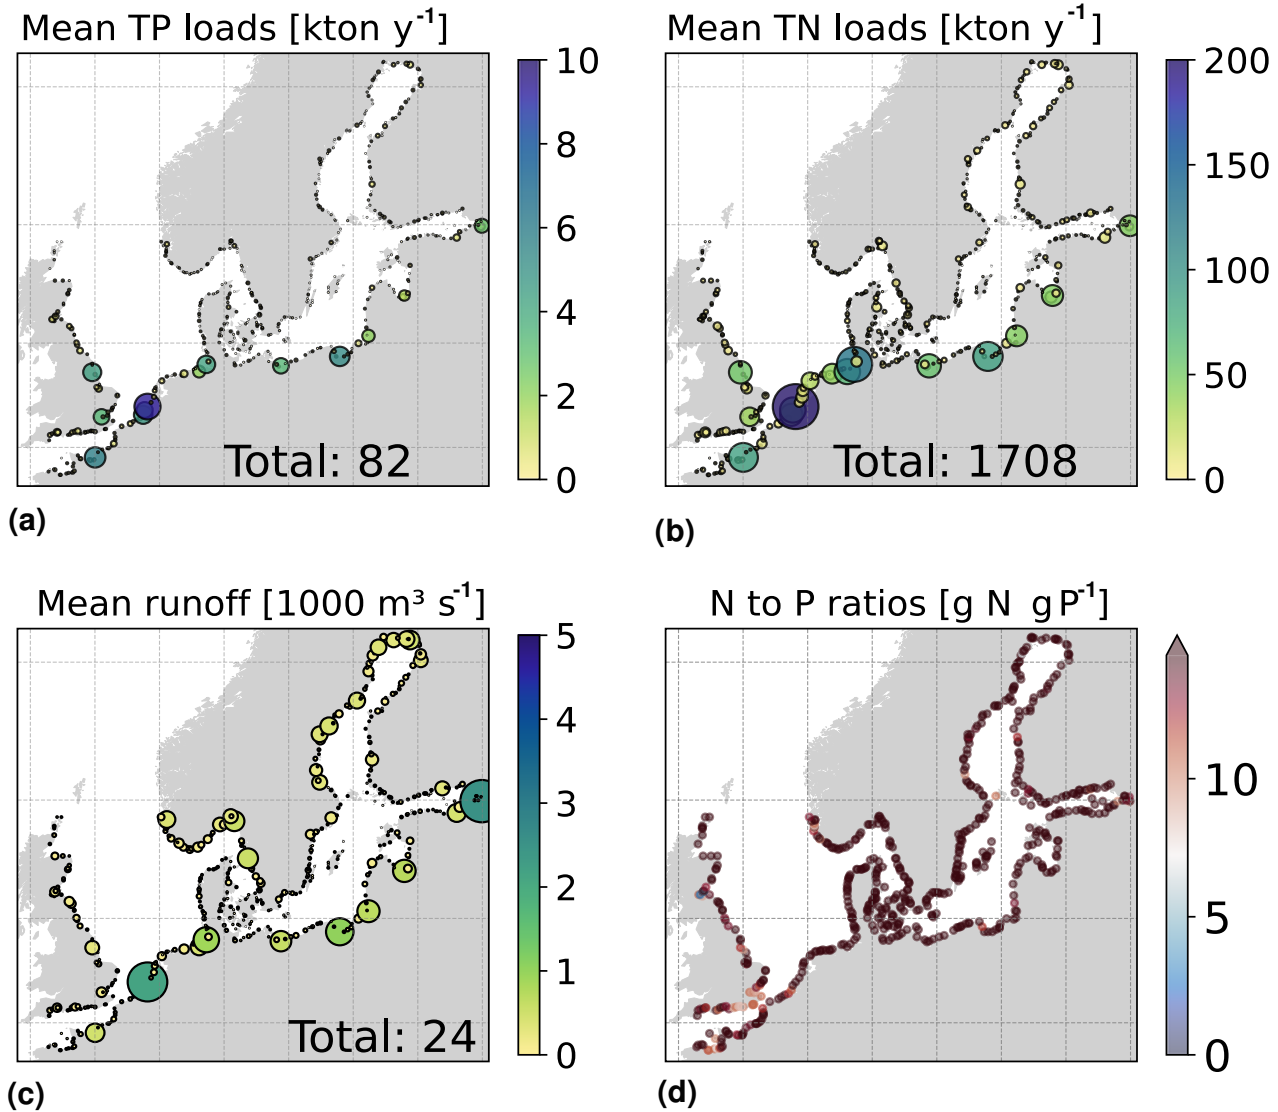 Mean TP loads [kton y⁻¹]
10
8
6
4
2
0
Total: 82
(a)
Mean TN loads [kton y⁻¹]
200
150
100
50
0
Total: 1708
(b)
Mean runoff [1000 m³ s⁻¹]
5
4
3
2
1
0
Total: 24
(c)
N to P ratios [g N gP⁻¹]
10
5
0
(d)